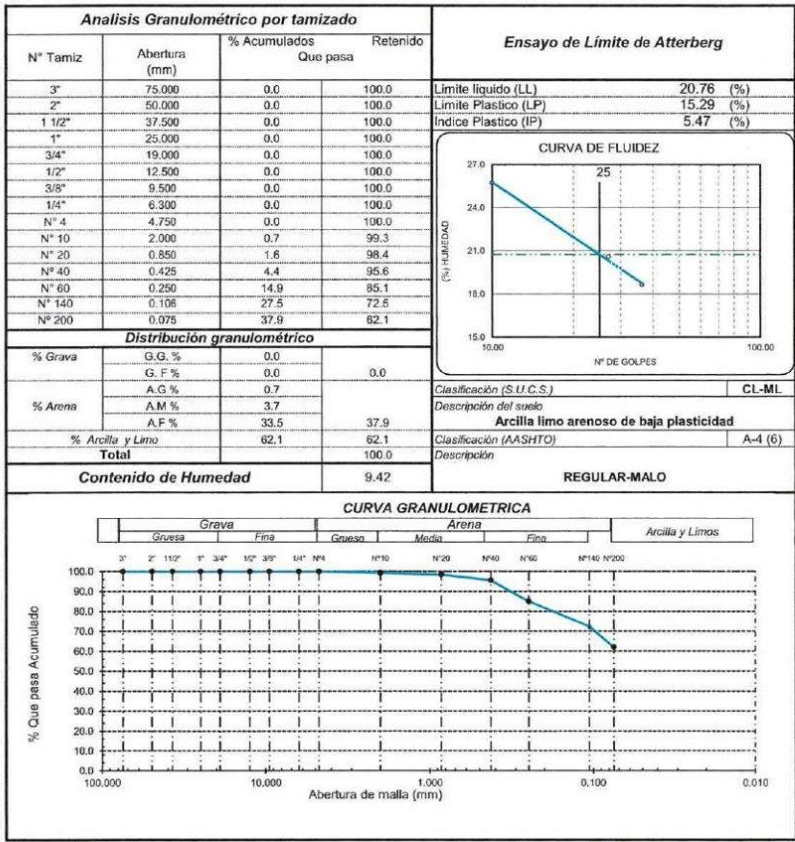 Analisis Granulométrico por tamizado
N° Tamiz Abertura (mm) % Acumulados Retenido
Que pasa
3" 75.000 0.0 100.0
2" 50.000 0.0 100.0
1 1/2" 37.500 0.0 100.0
1" 25.000 0.0 100.0
3/4" 19.000 0.0 100.0
1/2" 12.500 0.0 100.0
3/8" 9.500 0.0 100.0
1/4" 6.300 0.0 100.0
N° 4 4.750 0.0 100.0
N° 10 2.000 0.7 99.3
N° 20 0.850 1.6 98.4
Nº 40 0.425 4.4 95.6
N° 60 0.250 14.9 85.1
N° 140 0.106 27.5 72.5
Nº 200 0.075 37.9 62.1
Distribución granulométrico
% Grava G.G. % 0.0
G. F % 0.0 0.0
A.G % 0.7
% Arena A.M % 3.7
A.F % 33.5 37.9
% Arcilla y Limo 62.1 62.1
Total 100.0
Contenido de Humedad 9.42
Ensayo de Límite de Atterberg
Limite liquido (LL) 20.76 (%)
Limite Plastico (LP) 15.29 (%)
Indice Plastico (IP) 5.47 (%)
CURVA DE FLUIDEZ
25
27.0
24.0
21.0
18.0
15.0
(%) HUMEDAD
10.00 100.00
Nº DE GOLPES
Clasificación (S.U.C.S.) CL-ML
Descripción del suelo
Arcilla limo arenoso de baja plasticidad
Clasificación (AASHTO) A-4 (6)
Descripción
REGULAR-MALO
CURVA GRANULOMETRICA
Grava Arena Arcilla y Limos
Gruesa Fina Grueso Media Fina
3" 2" 11/2" 1" 3/4" 1/2" 3/8" 1/4" Nº4 Nº10 Nº20 Nº40 Nº60 Nº140 Nº200
100.0
90.0
80.0
70.0
60.0
50.0
40.0
30.0
20.0
10.0
0.0
% Que pasa Acumulado
100.000 10.000 1.000 0.100 0.010
Abertura de malla (mm)